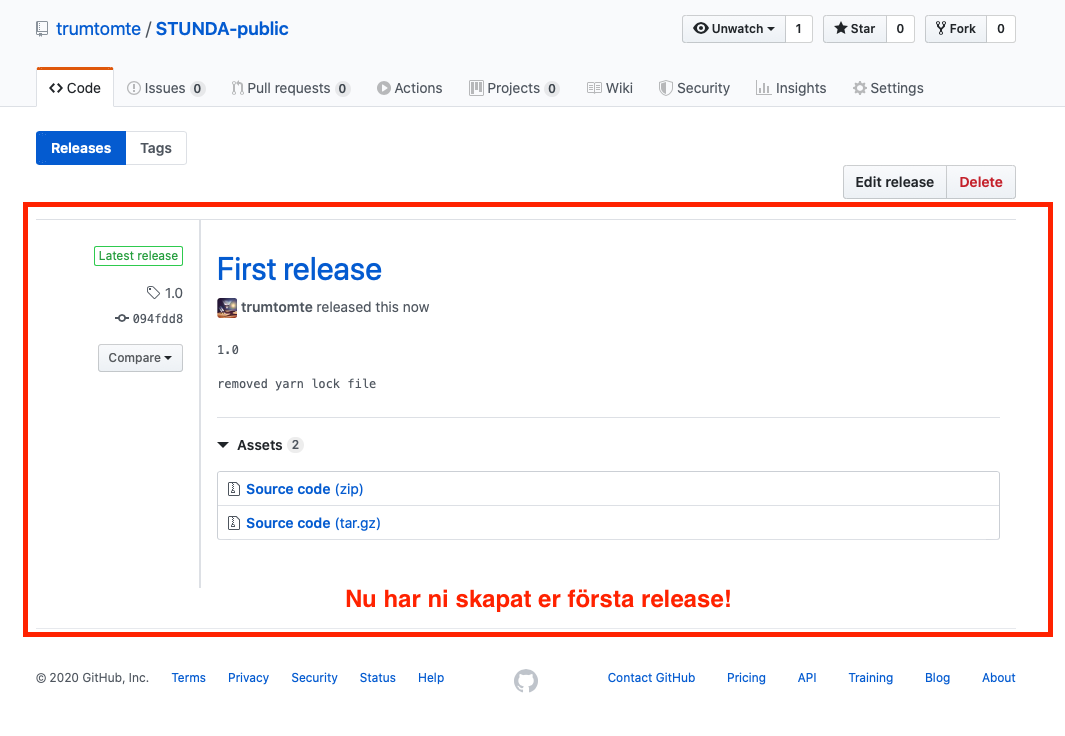 trumtomte / STUNDA-public
Unwatch 1 Star 0 Fork 0
Code Issues 0 Pull requests 0 Actions Projects 0 Wiki Security Insights Settings
Releases Tags
Edit release Delete
Latest release
1.0
094fdd8
Compare
First release
trumtomte released this now
1.0
removed yarn lock file
Assets 2
Source code (zip)
Source code (tar.gz)
Nu har ni skapat er första release!
© 2020 GitHub, Inc. Terms Privacy Security Status Help Contact GitHub Pricing API Training Blog About